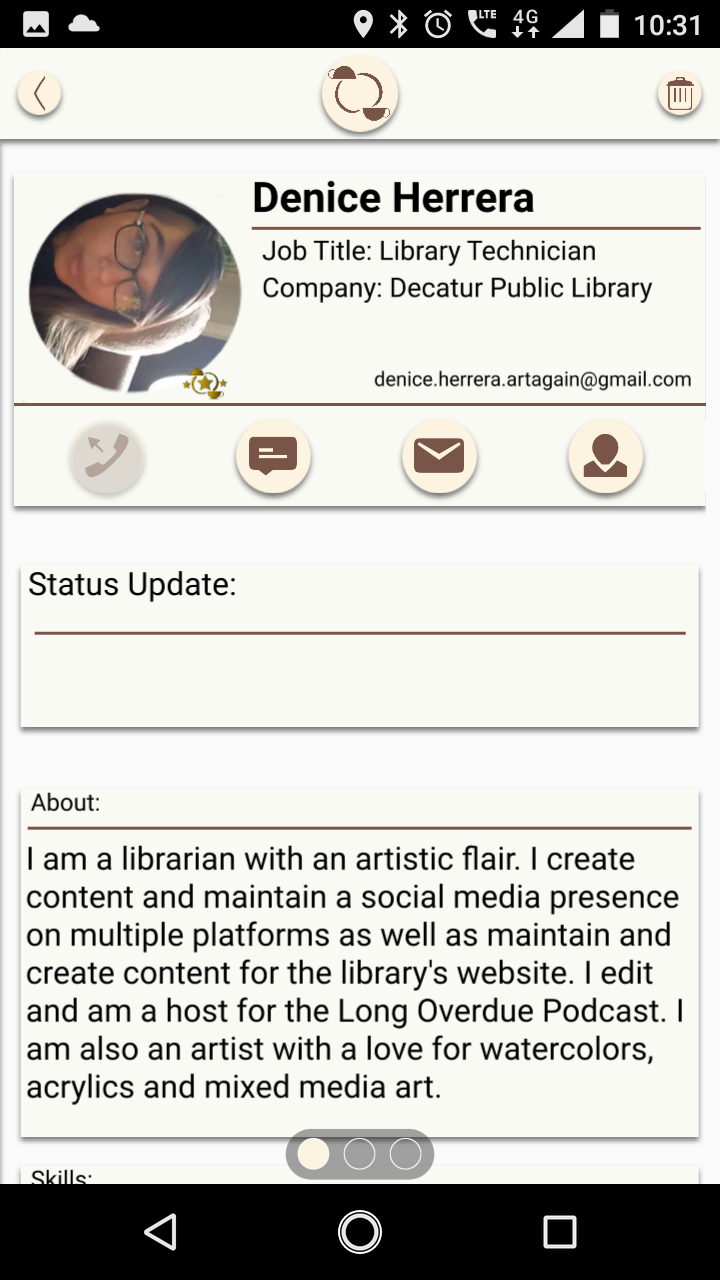 LTE 4G 10:31
Denice Herrera
Job Title: Library Technician
Company: Decatur Public Library
denice.herrera.artagain@gmail.com
Status Update:
About:
I am a librarian with an artistic flair. I create
content and maintain a social media presence
on multiple platforms as well as maintain and
create content for the library's website. I edit
and am a host for the Long Overdue Podcast. I
am also an artist with a love for watercolors,
acrylics and mixed media art.
Skills: